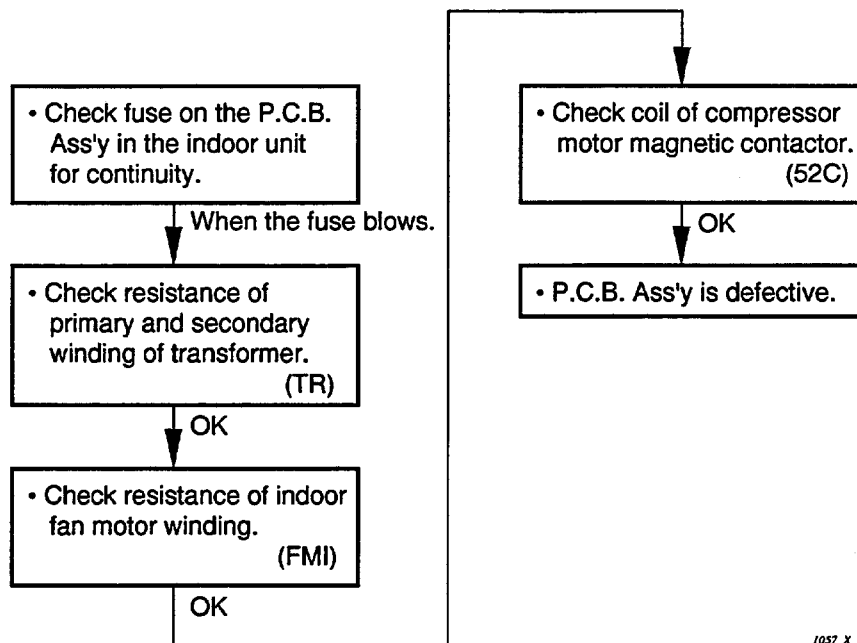 • Check fuse on the P.C.B.
Ass'y in the indoor unit
for continuity.
When the fuse blows.
• Check resistance of
primary and secondary
winding of transformer.
(TR)
OK
• Check resistance of indoor
fan motor winding.
(FMI)
OK
• Check coil of compressor
motor magnetic contactor.
(52C)
OK
• P.C.B. Ass'y is defective.
1057_X